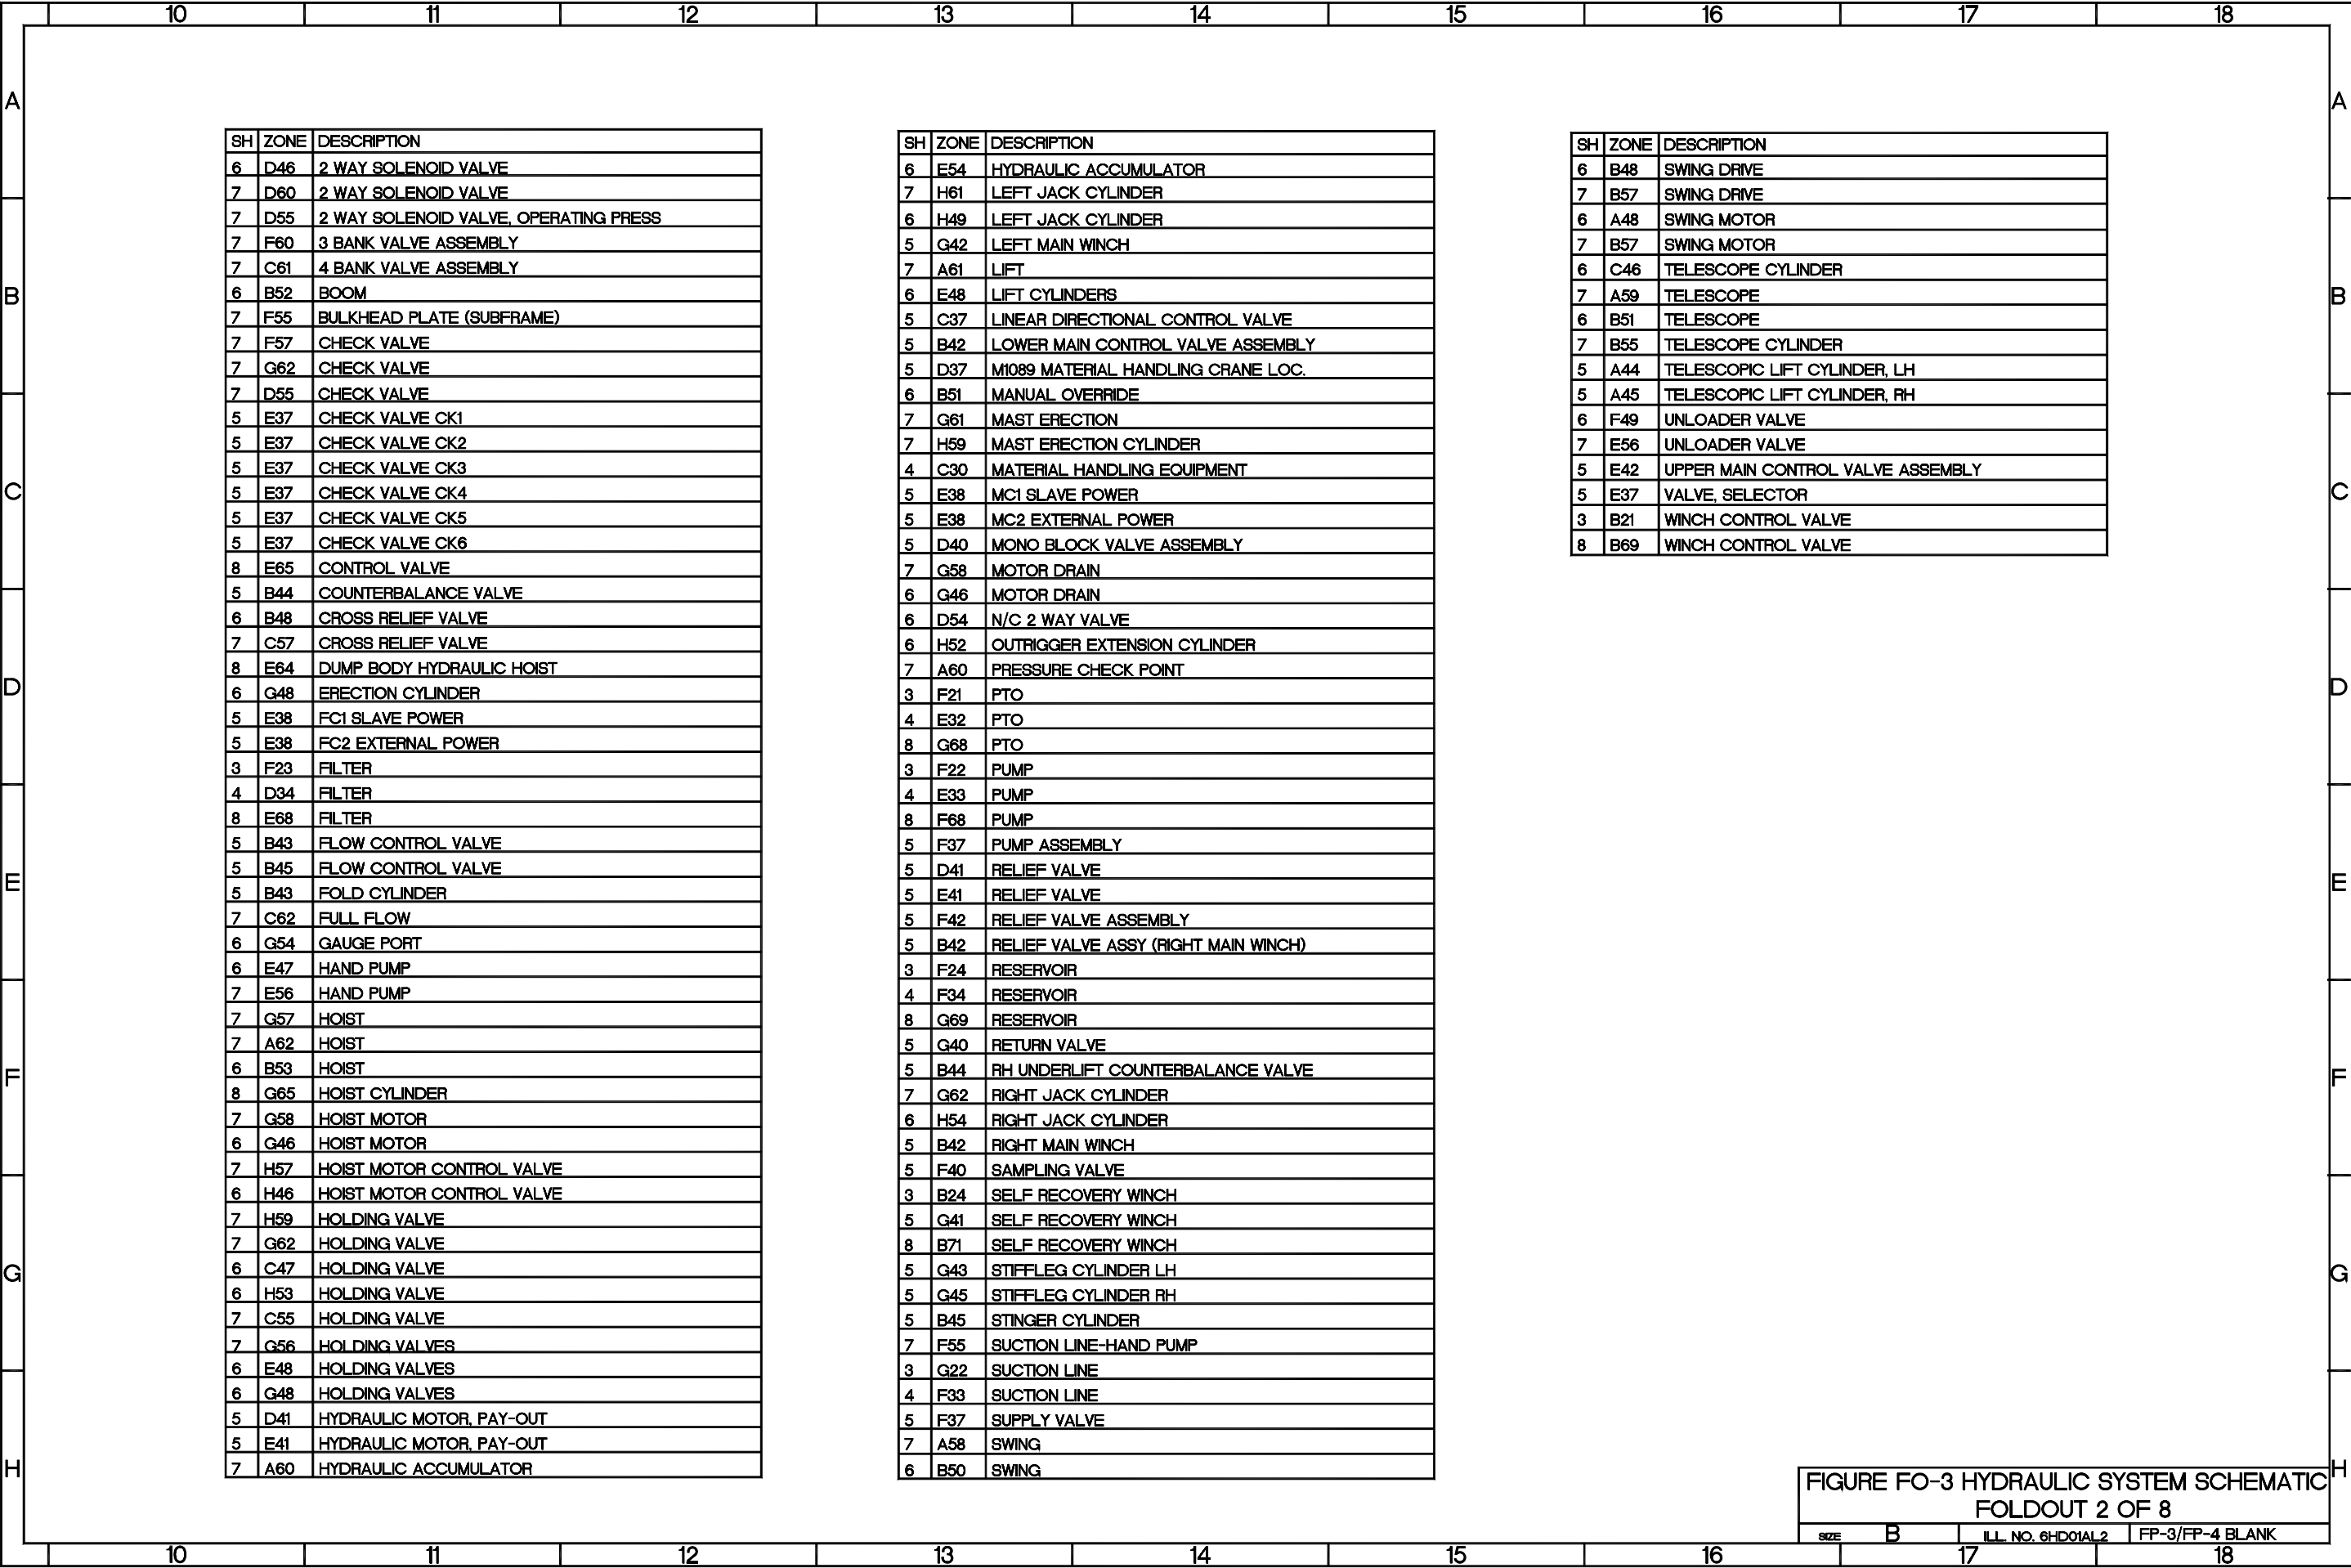 10 11 12 13 14 15 16 17 18
A A
B B
C C
D D
E E
F F
G G
H H
SH ZONE DESCRIPTION
6 D46 2 WAY SOLENOID VALVE
7 D60 2 WAY SOLENOID VALVE
7 D55 2 WAY SOLENOID VALVE, OPERATING PRESS
7 F60 3 BANK VALVE ASSEMBLY
7 C61 4 BANK VALVE ASSEMBLY
6 B52 BOOM
7 F55 BULKHEAD PLATE (SUBFRAME)
7 F57 CHECK VALVE
7 G62 CHECK VALVE
7 D55 CHECK VALVE
5 E37 CHECK VALVE CK1
5 E37 CHECK VALVE CK2
5 E37 CHECK VALVE CK3
5 E37 CHECK VALVE CK4
5 E37 CHECK VALVE CK5
5 E37 CHECK VALVE CK6
8 E65 CONTROL VALVE
5 B44 COUNTERBALANCE VALVE
6 B48 CROSS RELIEF VALVE
7 C57 CROSS RELIEF VALVE
8 E64 DUMP BODY HYDRAULIC HOIST
6 G48 ERECTION CYLINDER
5 E38 FC1 SLAVE POWER
5 E38 FC2 EXTERNAL POWER
3 F23 FILTER
4 D34 FILTER
8 E68 FILTER
5 B43 FLOW CONTROL VALVE
5 B45 FLOW CONTROL VALVE
5 B43 FOLD CYLINDER
7 C62 FULL FLOW
6 G54 GAUGE PORT
6 E47 HAND PUMP
7 E56 HAND PUMP
7 G57 HOIST
7 A62 HOIST
6 B53 HOIST
8 G65 HOIST CYLINDER
7 G58 HOIST MOTOR
6 G46 HOIST MOTOR
7 H57 HOIST MOTOR CONTROL VALVE
6 H46 HOIST MOTOR CONTROL VALVE
7 H59 HOLDING VALVE
7 G62 HOLDING VALVE
6 C47 HOLDING VALVE
6 H53 HOLDING VALVE
7 C55 HOLDING VALVE
7 G56 HOLDING VALVES
6 E48 HOLDING VALVES
6 G48 HOLDING VALVES
5 D41 HYDRAULIC MOTOR, PAY-OUT
5 E41 HYDRAULIC MOTOR, PAY-OUT
7 A60 HYDRAULIC ACCUMULATOR
SH ZONE DESCRIPTION
6 E54 HYDRAULIC ACCUMULATOR
7 H61 LEFT JACK CYLINDER
6 H49 LEFT JACK CYLINDER
5 G42 LEFT MAIN WINCH
7 A61 LIFT
6 E48 LIFT CYLINDERS
5 C37 LINEAR DIRECTIONAL CONTROL VALVE
5 B42 LOWER MAIN CONTROL VALVE ASSEMBLY
5 D37 M1089 MATERIAL HANDLING CRANE LOC.
6 B51 MANUAL OVERRIDE
7 G61 MAST ERECTION
7 H59 MAST ERECTION CYLINDER
4 C30 MATERIAL HANDLING EQUIPMENT
5 E38 MC1 SLAVE POWER
5 E38 MC2 EXTERNAL POWER
5 D40 MONO BLOCK VALVE ASSEMBLY
7 G58 MOTOR DRAIN
6 G46 MOTOR DRAIN
6 D54 N/C 2 WAY VALVE
6 H52 OUTRIGGER EXTENSION CYLINDER
7 A60 PRESSURE CHECK POINT
3 F21 PTO
4 E32 PTO
8 G68 PTO
3 F22 PUMP
4 E33 PUMP
8 F68 PUMP
5 F37 PUMP ASSEMBLY
5 D41 RELIEF VALVE
5 E41 RELIEF VALVE
5 F42 RELIEF VALVE ASSEMBLY
5 B42 RELIEF VALVE ASSY (RIGHT MAIN WINCH)
3 F24 RESERVOIR
4 F34 RESERVOIR
8 G69 RESERVOIR
5 G40 RETURN VALVE
5 B44 RH UNDERLIFT COUNTERBALANCE VALVE
7 G62 RIGHT JACK CYLINDER
6 H54 RIGHT JACK CYLINDER
5 B42 RIGHT MAIN WINCH
5 F40 SAMPLING VALVE
3 B24 SELF RECOVERY WINCH
5 G41 SELF RECOVERY WINCH
8 B71 SELF RECOVERY WINCH
5 G43 STIFFLEG CYLINDER LH
5 G45 STIFFLEG CYLINDER RH
5 B45 STINGER CYLINDER
7 F55 SUCTION LINE-HAND PUMP
3 G22 SUCTION LINE
4 F33 SUCTION LINE
5 F37 SUPPLY VALVE
7 A58 SWING
6 B50 SWING
SH ZONE DESCRIPTION
6 B48 SWING DRIVE
7 B57 SWING DRIVE
6 A48 SWING MOTOR
7 B57 SWING MOTOR
6 C46 TELESCOPE CYLINDER
7 A59 TELESCOPE
6 B51 TELESCOPE
7 B55 TELESCOPE CYLINDER
5 A44 TELESCOPIC LIFT CYLINDER, LH
5 A45 TELESCOPIC LIFT CYLINDER, RH
6 F49 UNLOADER VALVE
7 E56 UNLOADER VALVE
5 E42 UPPER MAIN CONTROL VALVE ASSEMBLY
5 E37 VALVE, SELECTOR
3 B21 WINCH CONTROL VALVE
8 B69 WINCH CONTROL VALVE
FIGURE FO-3 HYDRAULIC SYSTEM SCHEMATIC
FOLDOUT 2 OF 8
SIZE B ILL. NO. 6HD01AL2 FP-3/FP-4 BLANK
10 11 12 13 14 15 16 17 18